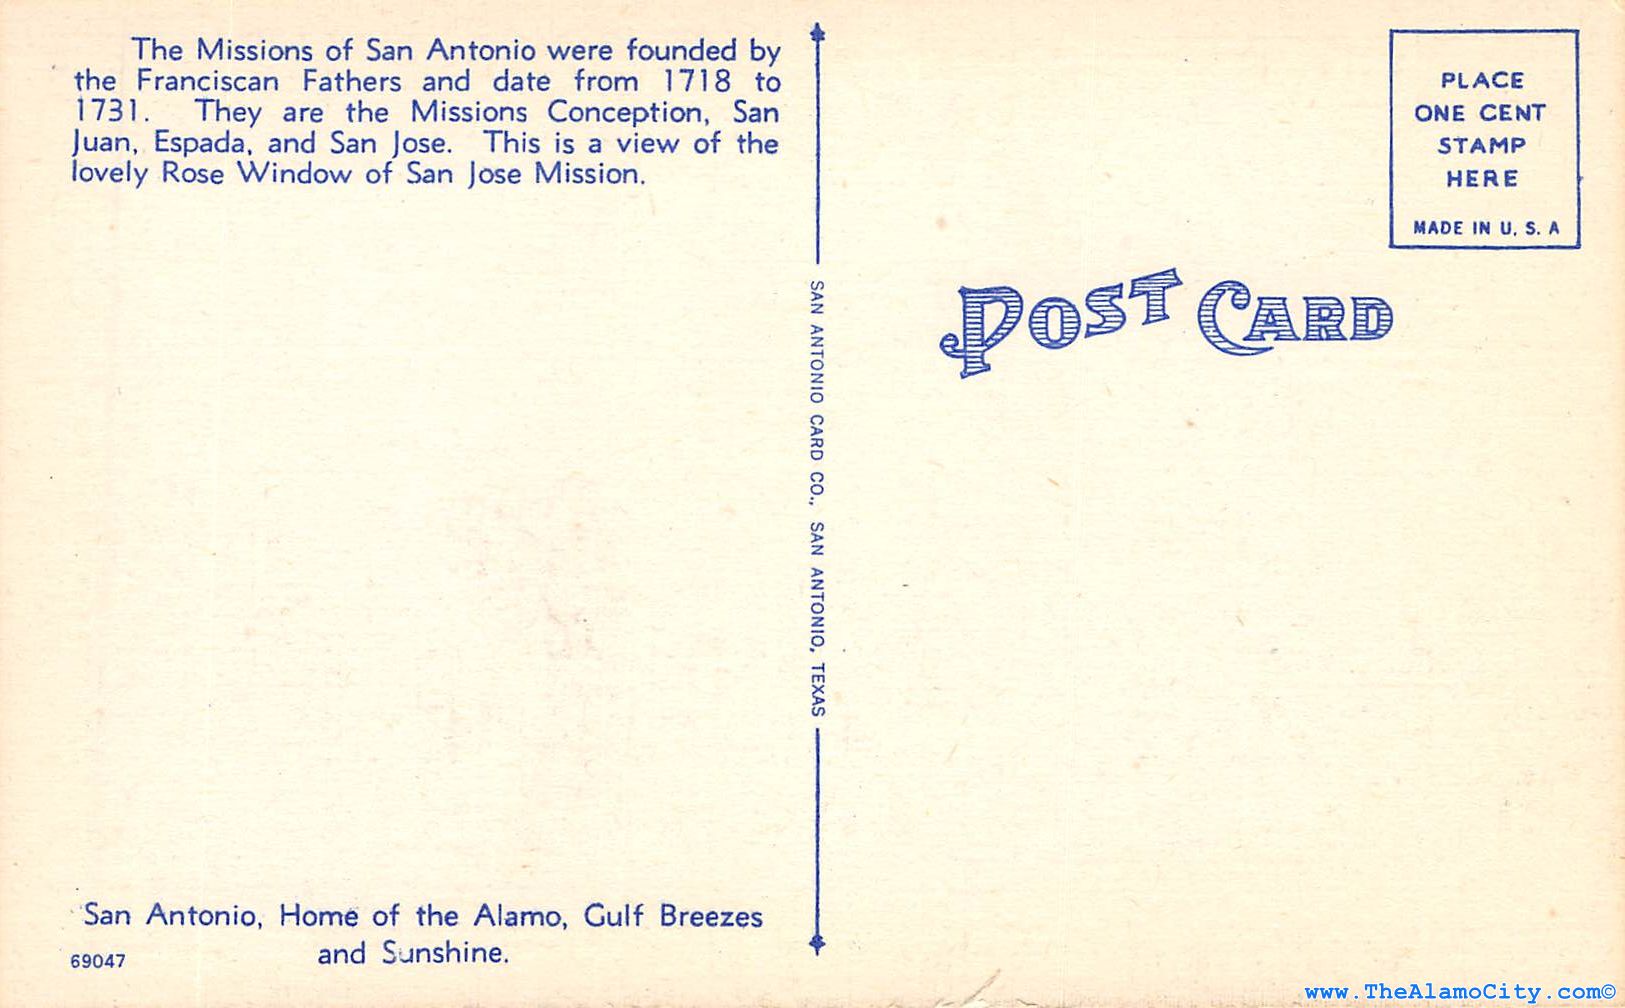 The Missions of San Antonio were founded by
the Franciscan Fathers and date from 1718 to
1731. They are the Missions Conception, San
Juan, Espada, and San Jose. This is a view of the
lovely Rose Window of San Jose Mission.
San Antonio, Home of the Alamo, Gulf Breezes
and Sunshine.
69047
SAN ANTONIO CARD CO., SAN ANTONIO, TEXAS
PLACE
ONE CENT
STAMP
HERE
MADE IN U. S. A
POST CARD
www.TheAlamoCity.com©